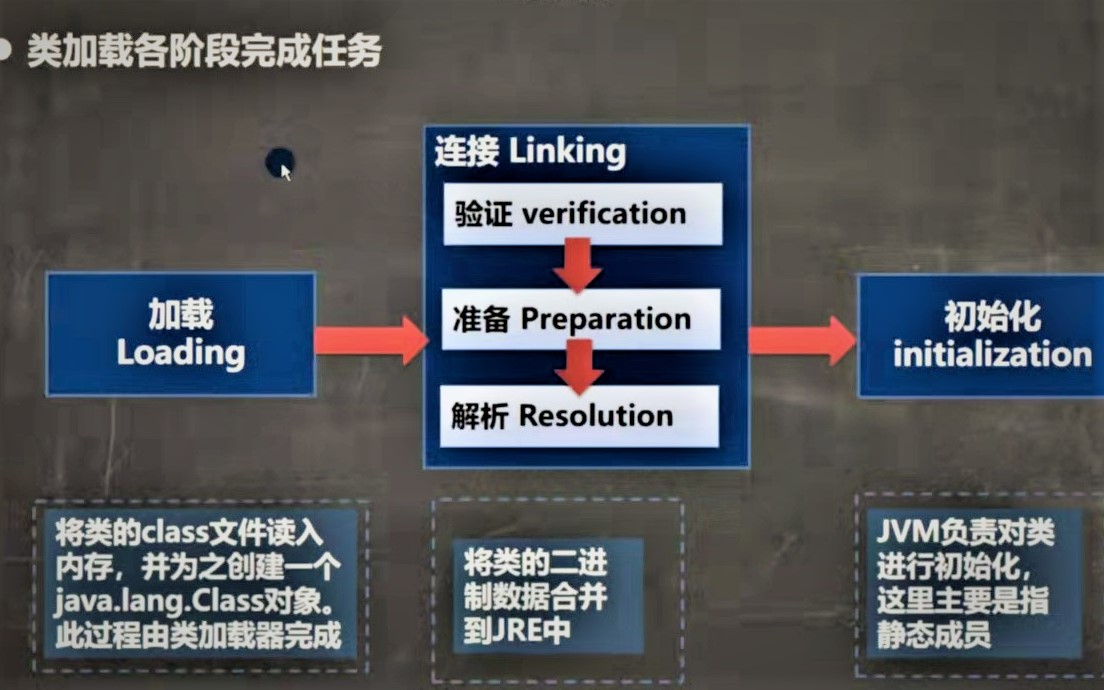 类加载各阶段完成任务
连接 Linking
验证 verification
准备 Preparation
解析 Resolution
加载
Loading
初始化
initialization
将类的class文件读入
内存，并为之创建一个
java.lang.Class对象。
此过程由类加载器完成
将类的二进
制数据合并
到JRE中
JVM负责对类
进行初始化，
这里主要是指
静态成员